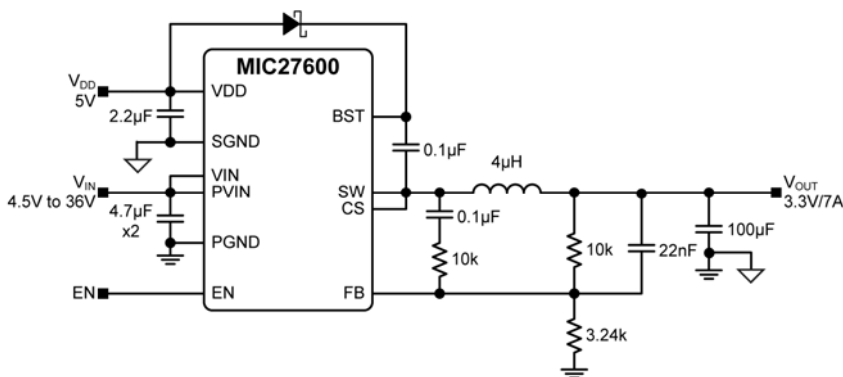 MIC27600
VDD
5V
VDD
2.2µF
BST
SGND
0.1µF
4µH
VIN
4.5V to 36V
VIN
PVIN
SW
CS
VOUT
3.3V/7A
4.7µF
x2
0.1µF
100µF
PGND
10k
10k
22nF
EN
EN
FB
3.24k